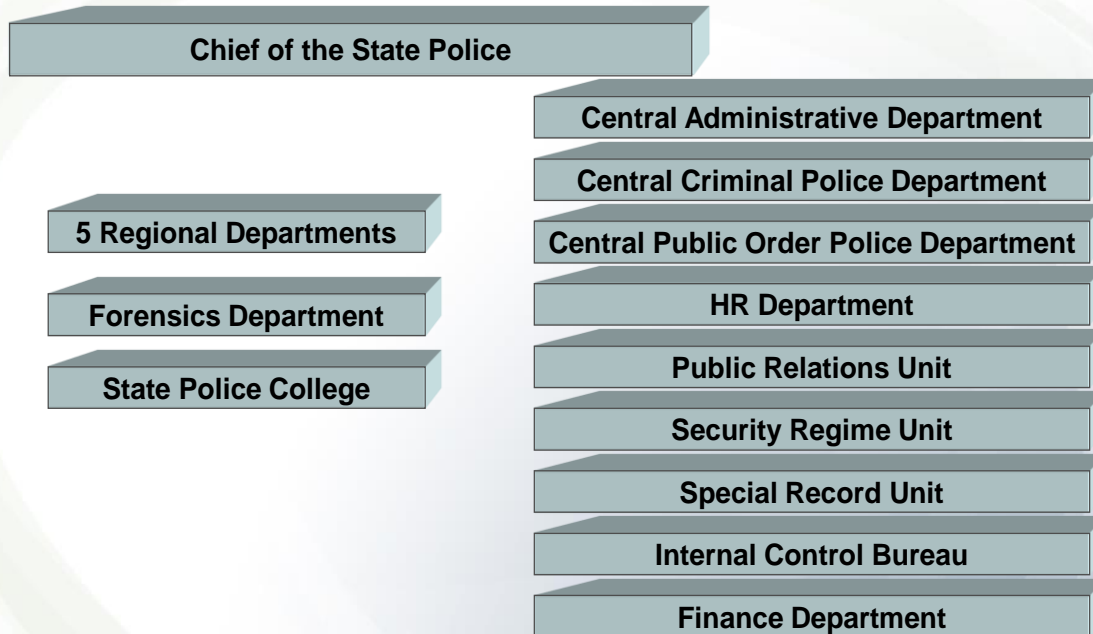 Chief of the State Police
5 Regional Departments
Forensics Department
State Police College
Central Administrative Department
Central Criminal Police Department
Central Public Order Police Department
HR Department
Public Relations Unit
Security Regime Unit
Special Record Unit
Internal Control Bureau
Finance Department